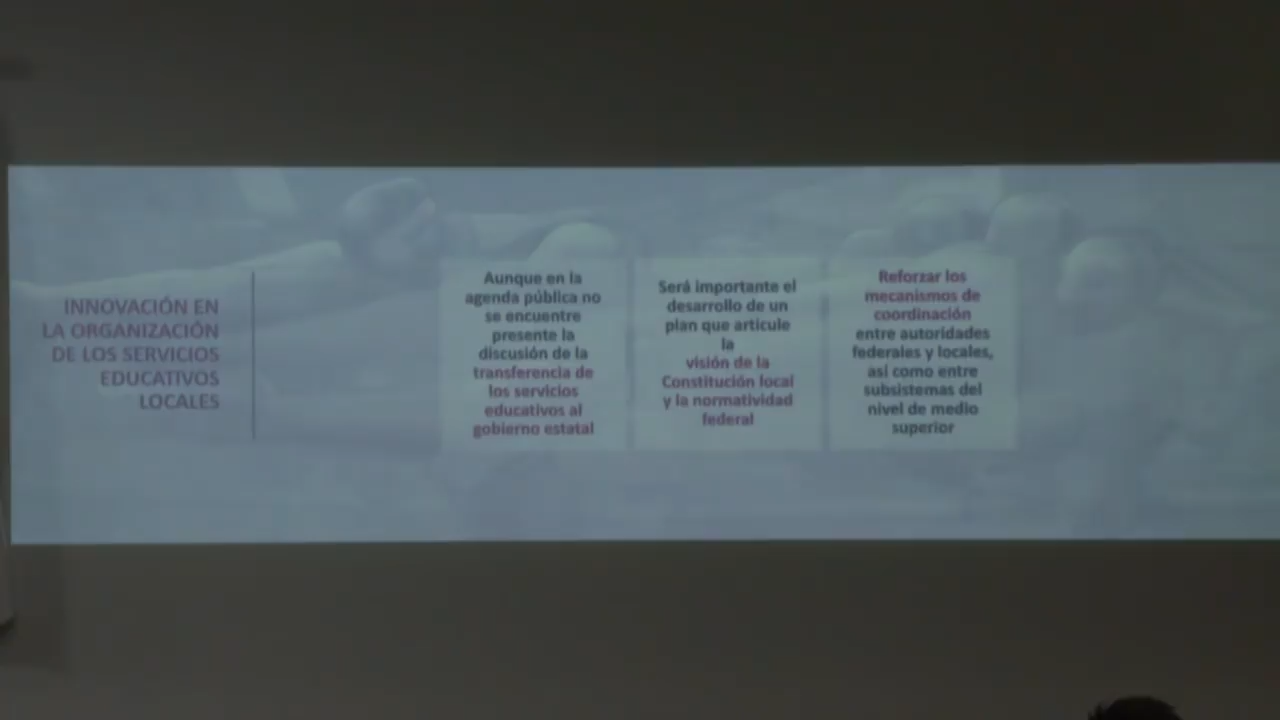 INNOVACIÓN EN
LA ORGANIZACIÓN
DE LOS SERVICIOS
EDUCATIVOS
LOCALES
Aunque en la
agenda pública no
se encuentre
presente la
discusión de la
transferencia de
los servicios
educativos al
gobierno estatal
Será importante el
desarrollo de un
plan que articule
la
visión de la
Constitución local
y la normatividad
federal
Reforzar los
mecanismos de
coordinación
entre autoridades
federales y locales,
así como entre
subsistemas del
nivel de medio
superior